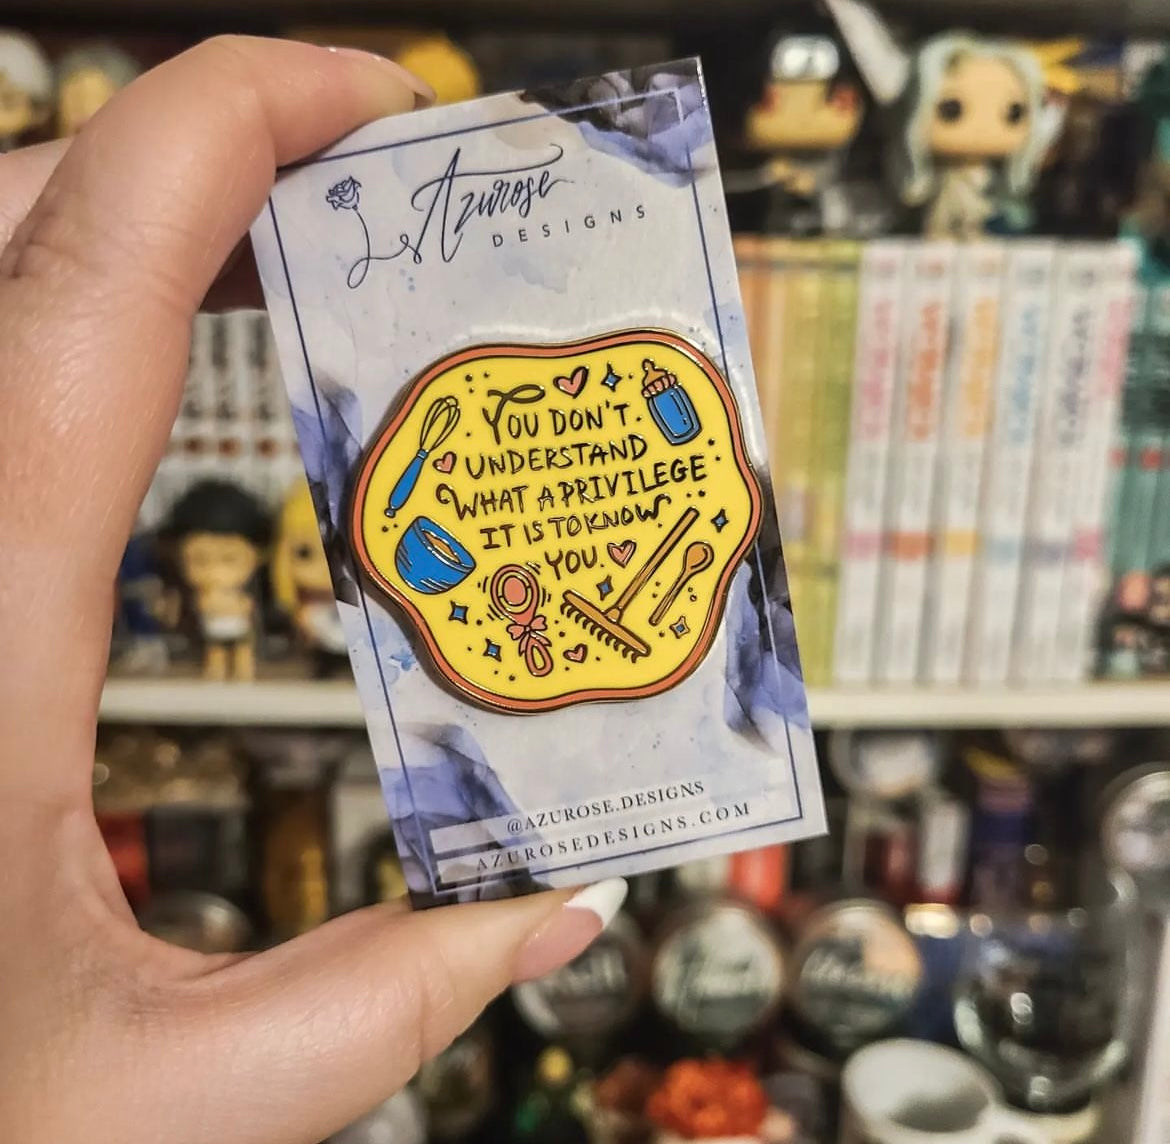 Azurose
DESIGNS
YOU DON'T
UNDERSTAND
WHAT A PRIVILEGE
IT IS TO KNOW
YOU.
@AZUROSE.DESIGNS
AZUROSEDESIGNS.COM